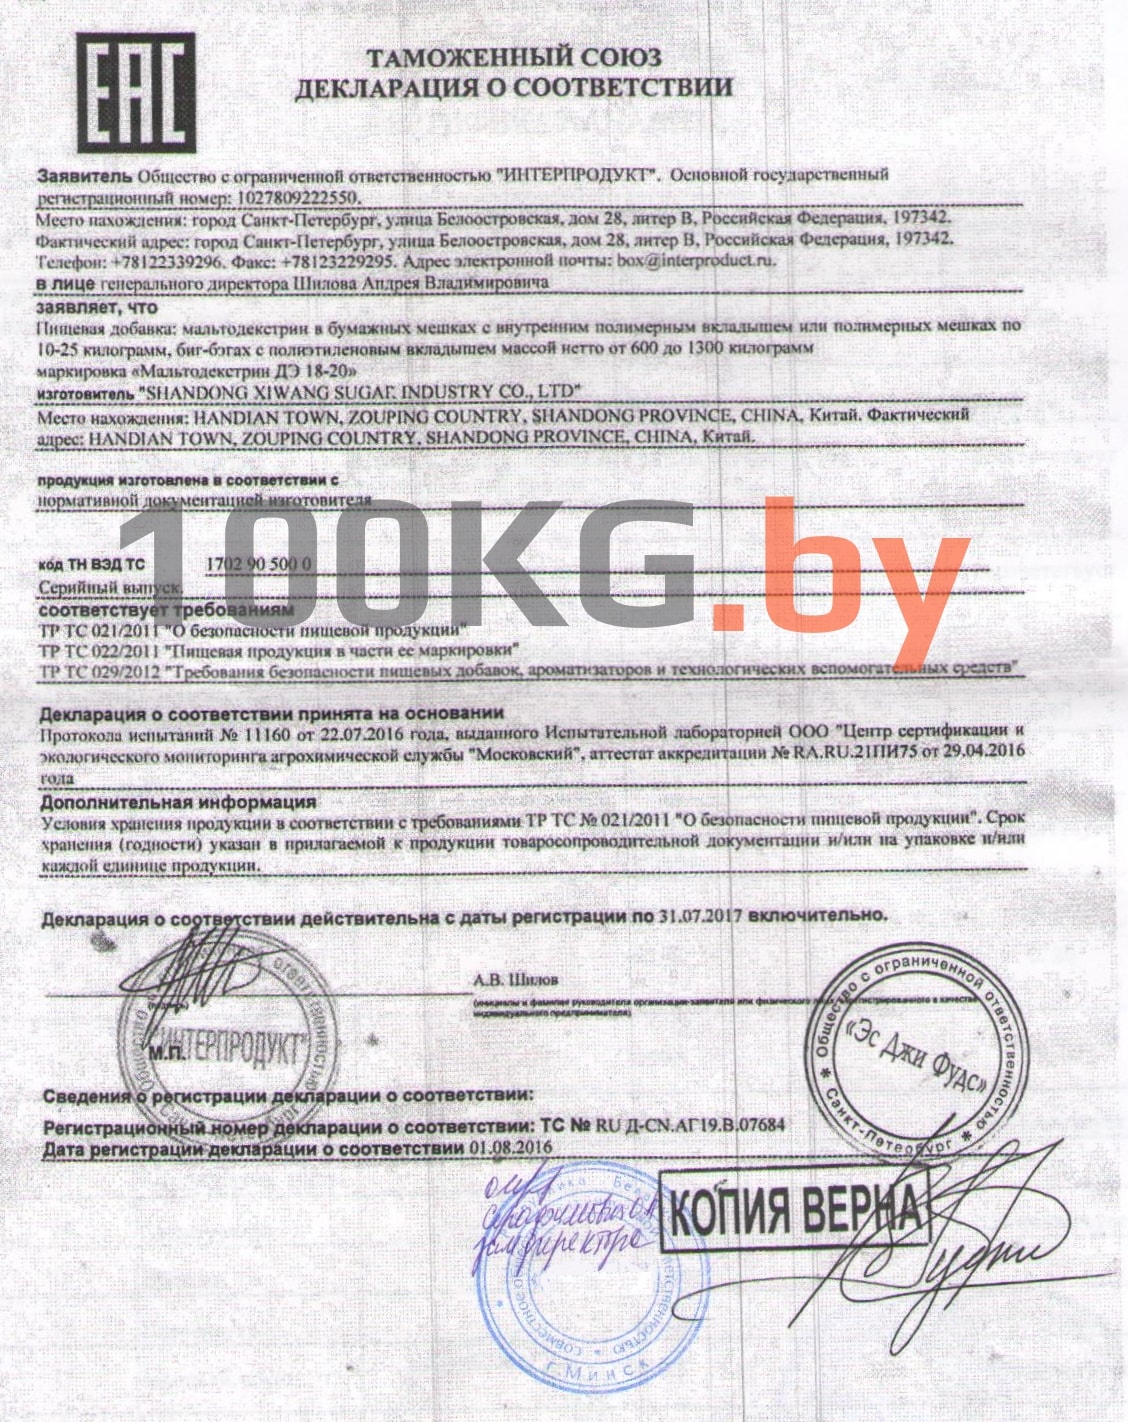 EAC
ТАМОЖЕННЫЙ СОЮЗ
ДЕКЛАРАЦИЯ О СООТВЕТСТВИИ
Заявитель Общество с ограниченной ответственностью "ИНТЕРПРОДУКТ". Основной государственный
регистрационный номер: 1027809222550.
Место нахождения: город Санкт-Петербург, улица Белоостровская, дом 28, литер В, Российская Федерация, 197342.
Фактический адрес: город Санкт-Петербург, улица Белоостровская, дом 28, литер В, Российская Федерация, 197342.
Телефон: +78122339296. Факс: +78123229295. Адрес электронной почты: box@interproduct.ru.
в лице генерального директора Шилова Андрея Владимировича
заявляет, что
Пищевая добавка: мальтодекстрин в бумажных мешках с внутренним полимерным вкладышем или полимерных мешках по
10-25 килограмм, биг-бэгах с полиэтиленовым вкладышем массой нетто от 600 до 1300 килограмм
маркировка «Мальтодекстрин ДЭ 18-20»
изготовитель "SHANDONG XIWANG SUGAR INDUSTRY CO., LTD"
Место нахождения: HANDIAN TOWN, ZOUPING COUNTRY, SHANDONG PROVINCE, CHINA, Китай. Фактический
адрес: HANDIAN TOWN, ZOUPING COUNTRY, SHANDONG PROVINCE, CHINA, Китай.
продукция изготовлена в соответствии с
нормативной документацией изготовителя
100KG.by
код ТН ВЭД ТС 1702 90 500 0
Серийный выпуск.
соответствует требованиям
ТР ТС 021/2011 "О безопасности пищевой продукции"
ТР ТС 022/2011 "Пищевая продукция в части ее маркировки"
ТР ТС 029/2012 "Требования безопасности пищевых добавок, ароматизаторов и технологических вспомогательных средств"
Декларация о соответствии принята на основании
Протокола испытаний № 11160 от 22.07.2016 года, выданного Испытательной лабораторией ООО "Центр сертификации и
экологического мониторинга агрохимической службы "Московский", аттестат аккредитации № RA.RU.21ПИ75 от 29.04.2016
года
Дополнительная информация
Условия хранения продукции в соответствии с требованиями ТР ТС № 021/2011 "О безопасности пищевой продукции". Срок
хранения (годности) указан в прилагаемой к продукции товаросопроводительной документации и/или на упаковке и/или
каждой единице продукции.
Декларация о соответствии действительна с даты регистрации по 31.07.2017 включительно.
А.В. Шилов
(инициалы и фамилия руководителя организации-заявителя или физического лица, зарегистрированного в качестве
индивидуального предпринимателя)
М.П.
"ИНТЕРПРОДУКТ"
Общество с ограниченной ответственностью
Санкт-Петербург
Общество с ограниченной ответственностью
«Эс Джи Фудс»
Санкт-Петербург
Сведения о регистрации декларации о соответствии:
Регистрационный номер декларации о соответствии: ТС № RU Д-CN.АГ19.В.07684
Дата регистрации декларации о соответствии 01.08.2016
КОПИЯ ВЕРНА
зам директора
г.Минск